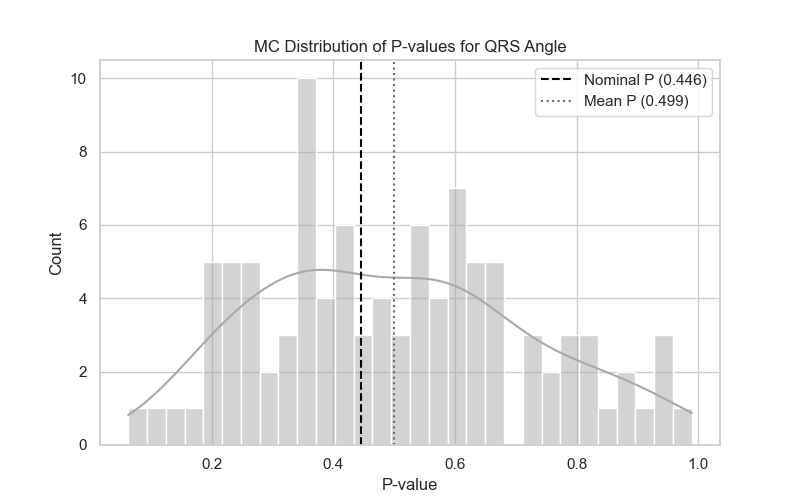 MC Distribution of P-values for QRS Angle
Nominal P (0.446)
Mean P (0.499)
10
8
6
4
2
0
Count
0.2 0.4 0.6 0.8 1.0
P-value